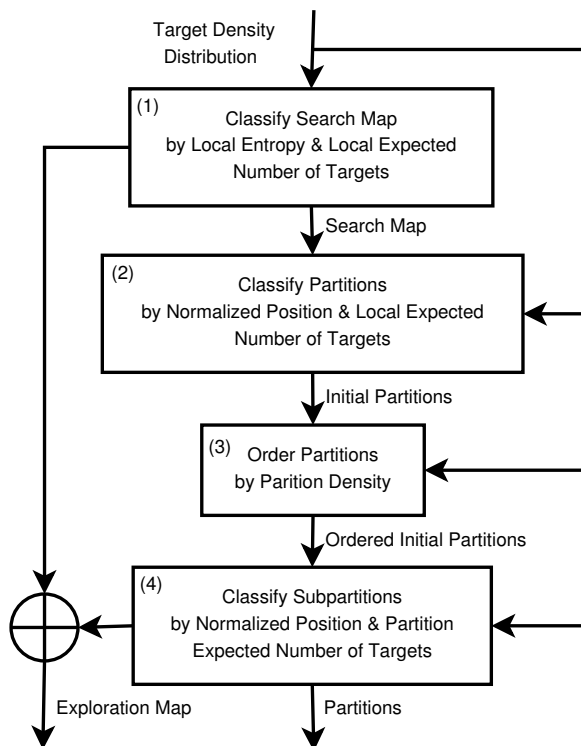 Target Density
Distribution
(1)
Classify Search Map
by Local Entropy & Local Expected
Number of Targets
Search Map
(2)
Classify Partitions
by Normalized Position & Local Expected
Number of Targets
Initial Partitions
(3)
Order Partitions
by Parition Density
Ordered Initial Partitions
(4)
Classify Subpartitions
by Normalized Position & Partition
Expected Number of Targets
Exploration Map
Partitions